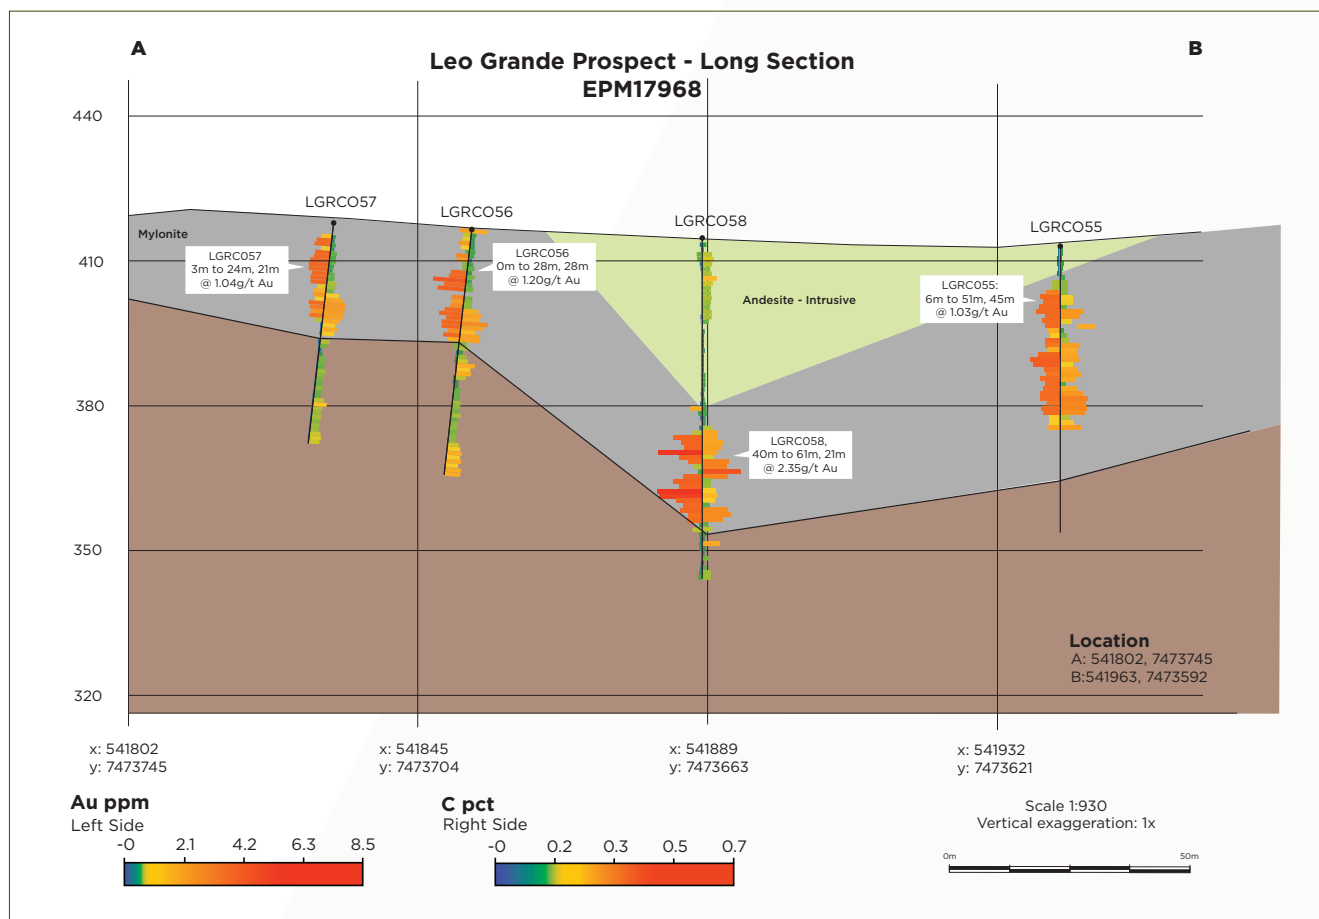 A
B
Leo Grande Prospect - Long Section
EPM17968
440
410
380
350
320
LGRCO57
LGRCO56
LGRCO58
LGRCO55
Mylonite
LGRC057
3m to 24m, 21m
@ 1.04g/t Au
LGRC056
0m to 28m, 28m
@ 1.20g/t Au
Andesite - Intrusive
LGRC055:
6m to 51m, 45m
@ 1.03g/t Au
LGRC058,
40m to 61m, 21m
@ 2.35g/t Au
Location
A: 541802, 7473745
B:541963, 7473592
x: 541802
y: 7473745
x: 541845
y: 7473704
x: 541889
y: 7473663
x: 541932
y: 7473621
Au ppm
Left Side
-0 2.1 4.2 6.3 8.5
C pct
Right Side
-0 0.2 0.3 0.5 0.7
Scale 1:930
Vertical exaggeration: 1x
0m 50m